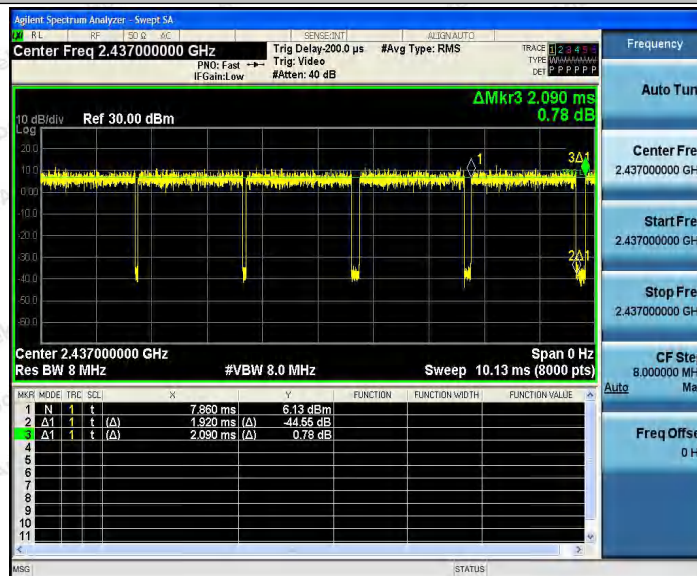 Agilent Spectrum Analyzer - Swept SA
LXI RL RF 50 Ω AC SENSE:INT ALIGNAUTO
Center Freq 2.437000000 GHz
PNO: Fast
IFGain:Low
Trig Delay-200.0 µs
Trig: Video
#Atten: 40 dB
#Avg Type: RMS
TRACE 1 2 3 4 5 6
TYPE
DET P P P P P P
ΔMkr3 2.090 ms
0.78 dB
10 dB/div Ref 30.00 dBm
Log
20.0
10.0
0.00
-10.0
-20.0
-30.0
-40.0
-50.0
-60.0
1
3Δ1
2Δ1
Center 2.437000000 GHz Span 0 Hz
Res BW 8 MHz #VBW 8.0 MHz Sweep 10.13 ms (8000 pts)
MKR MODE TRC SCL X Y FUNCTION FUNCTION WIDTH FUNCTION VALUE
1 N 1 t 7.860 ms 6.13 dBm
2 Δ1 1 t (Δ) 1.920 ms (Δ) -44.55 dB
3 Δ1 1 t (Δ) 2.090 ms (Δ) 0.78 dB
4
5
6
7
8
9
10
11
MSG STATUS
Frequency
Auto Tun
Center Fre
2.437000000 GH
Start Fre
2.437000000 GH
Stop Fre
2.437000000 GH
CF Ste
8.000000 MH
Auto Ma
Freq Offse
0 H